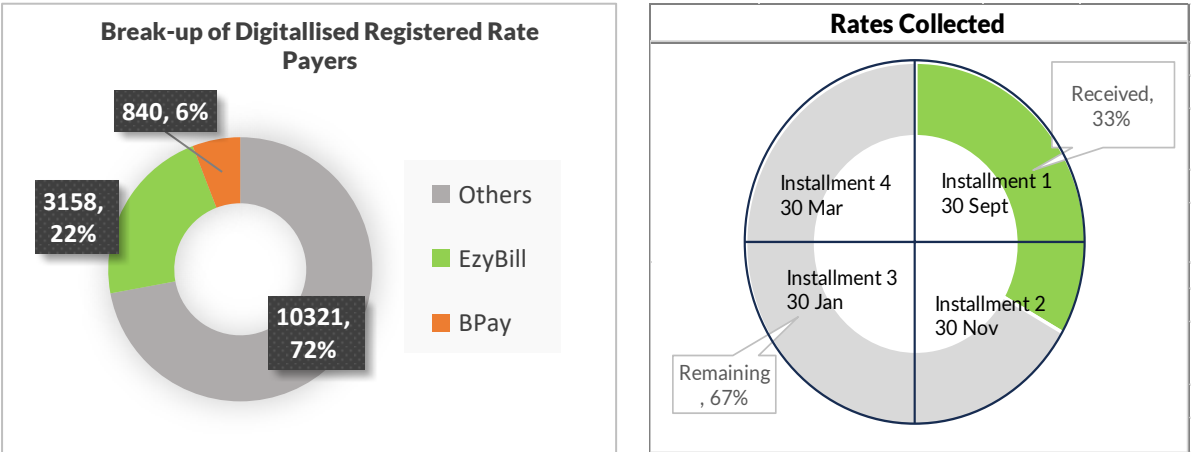 Break-up of Digitallised Registered Rate
Payers
840, 6%
3158,
22%
10321,
72%
Others
EzyBill
BPay
Rates Collected
Received,
33%
Installment 4
30 Mar
Installment 1
30 Sept
Installment 3
30 Jan
Installment 2
30 Nov
Remaining
, 67%